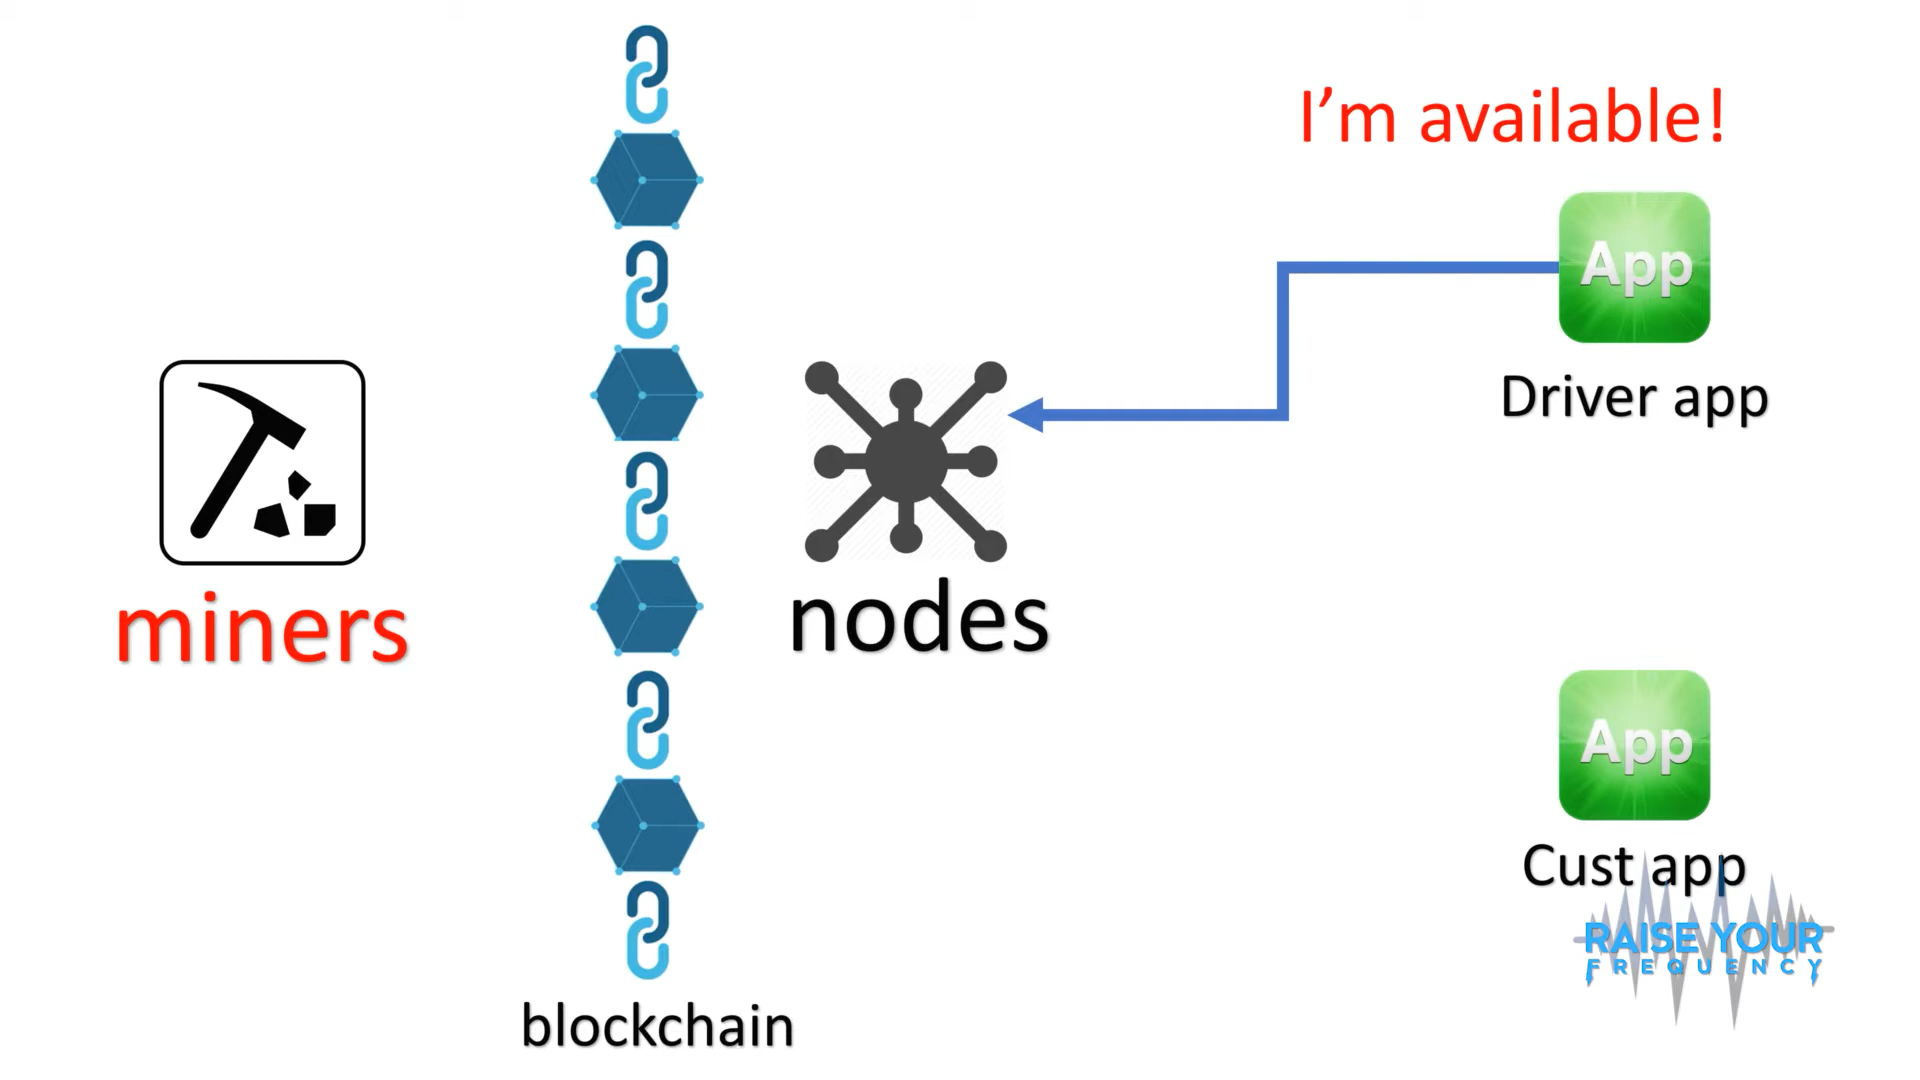 I'm available!
App
Driver app
miners
nodes
App
Cust app
RAISE YOUR
FREQUENCY
blockchain